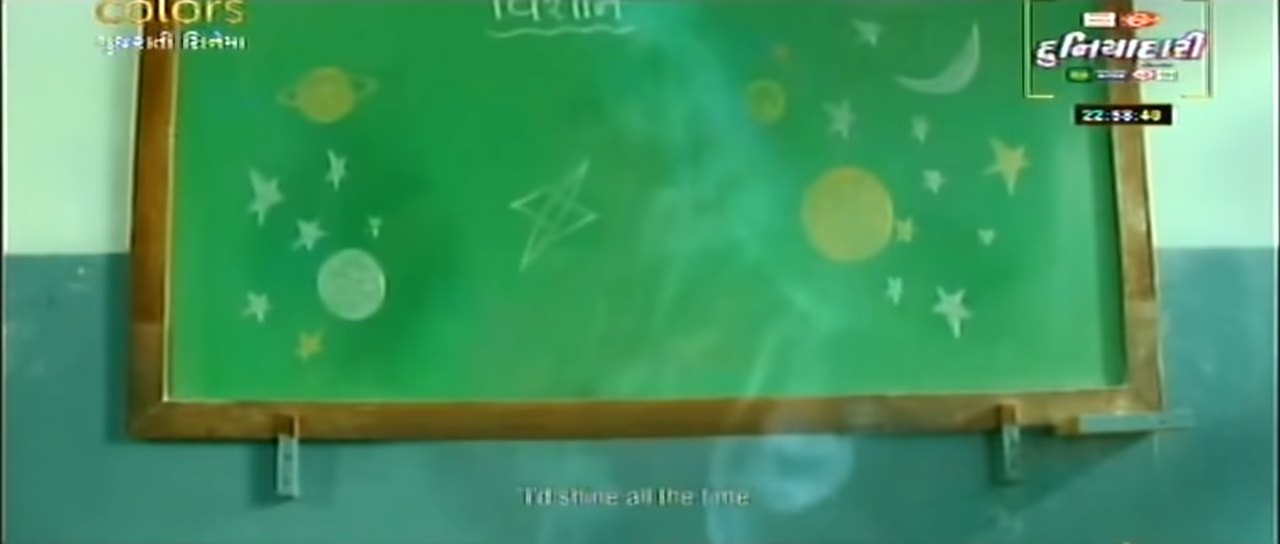 colors
ગુજરાતી સિનેમા
વિજ્ઞાન
દુનિયાદારી
22:58:40
"I'd shine all the time